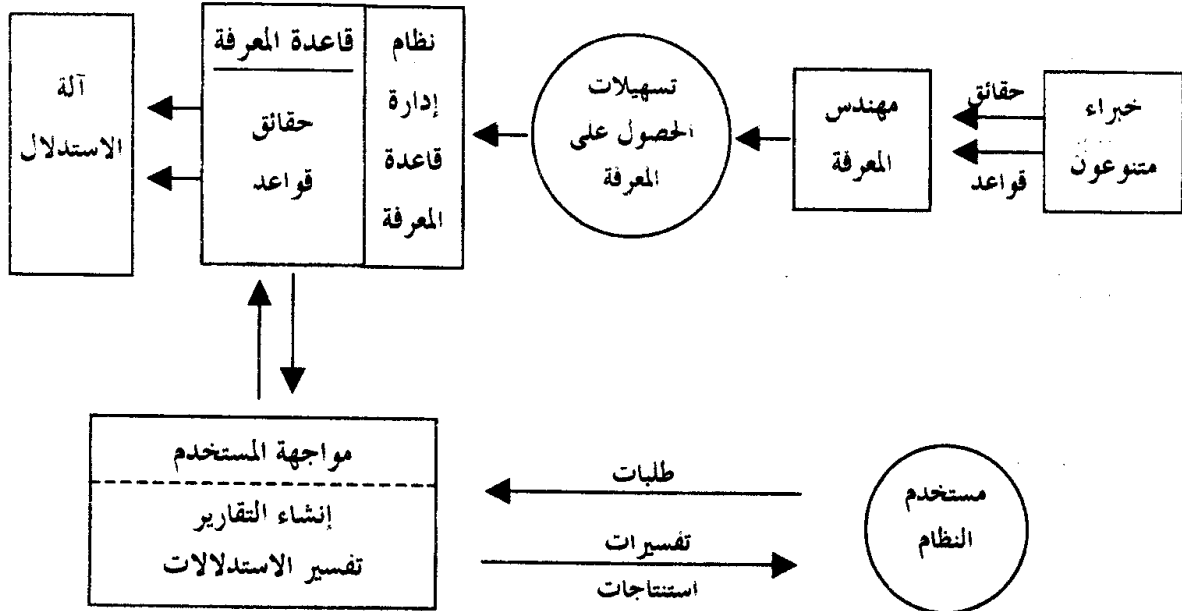 خبراء
متنوعون
حقائق
قواعد
مهندس
المعرفة
تسهيلات
الحصول على
المعرفة
نظام
إدارة
قاعدة
المعرفة
قاعدة المعرفة
حقائق
قواعد
آلة
الاستدلال
مستخدم
النظام
طلبات
تفسيرات
استنتاجات
مواجهة المستخدم
إنشاء التقارير
تفسير الاستدلالات